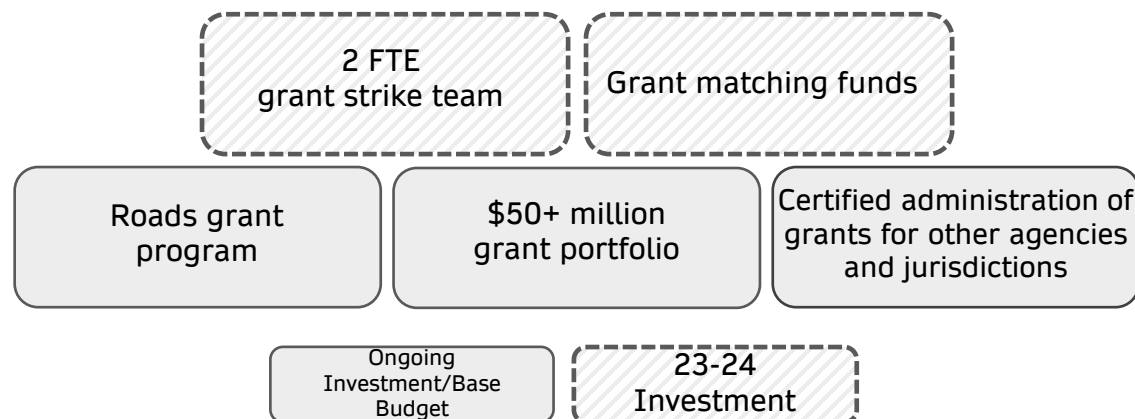 2 FTE
grant strike team
Grant matching funds
Roads grant
program
$50+ million
grant portfolio
Certified administration of
grants for other agencies
and jurisdictions
Ongoing
Investment/Base
Budget
23-24
Investment